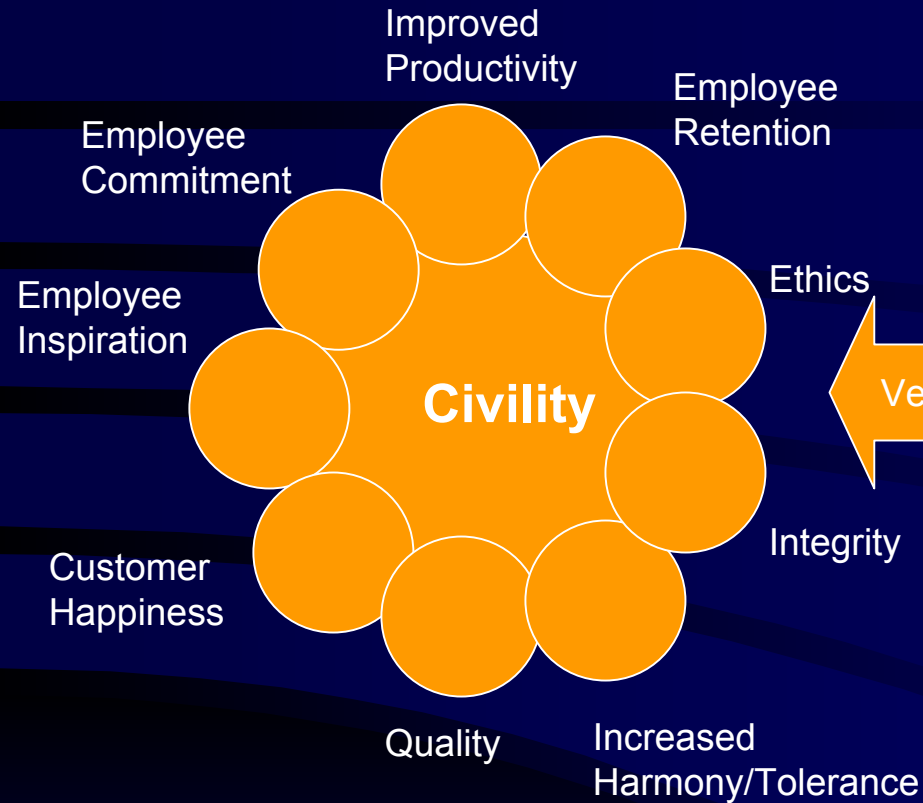 Improved
Productivity
Employee
Retention
Employee
Commitment
Ethics
Employee
Inspiration
Civility
Integrity
Customer
Happiness
Quality
Increased
Harmony/Tolerance